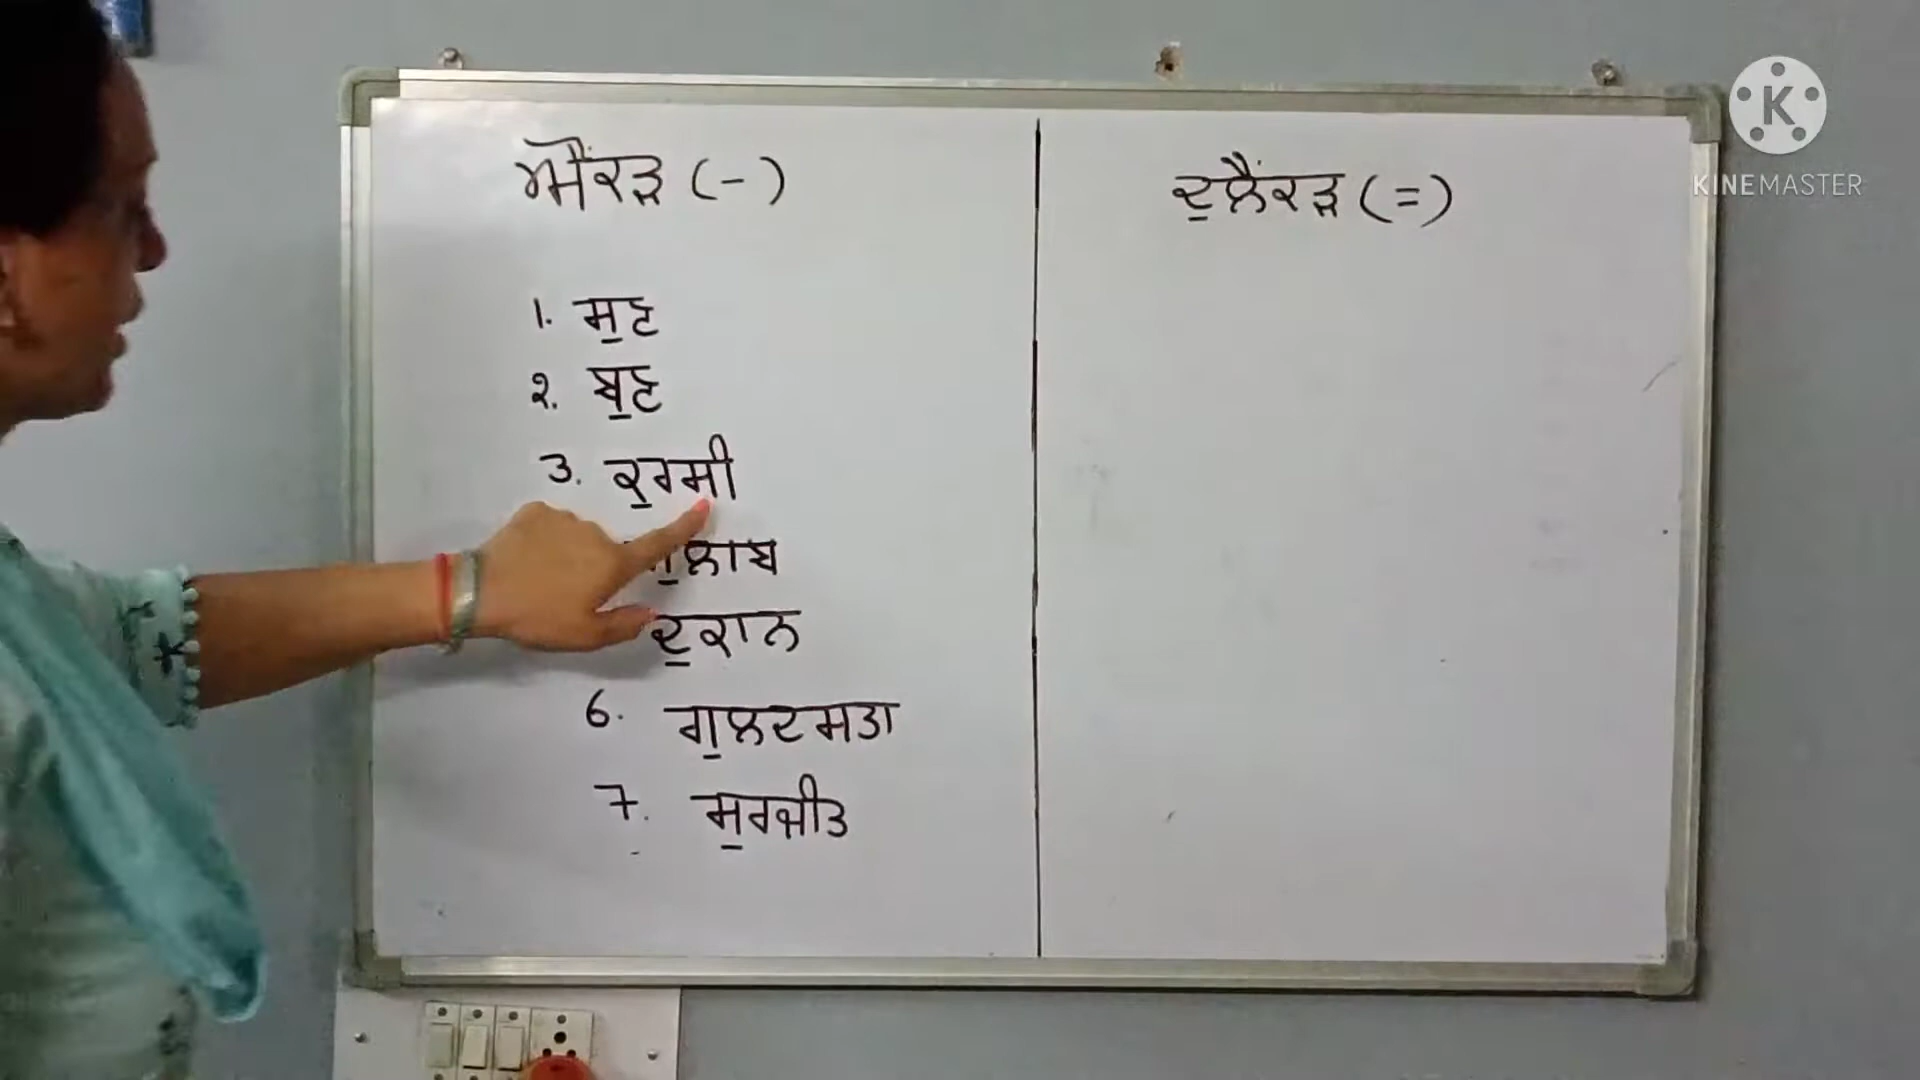 ਔਂਕੜ (-)
1. ਸੁਣ
2. ਬੁਣ
3. ਕੁਰਸੀ
ਗੁਲਾਬ
ਦੁਕਾਨ
6. ਗੁਲਦਸਤਾ
7. ਸੁਰਜੀਤ
ਦੁਲੈਂਕੜ (=)
K
KINEMASTER